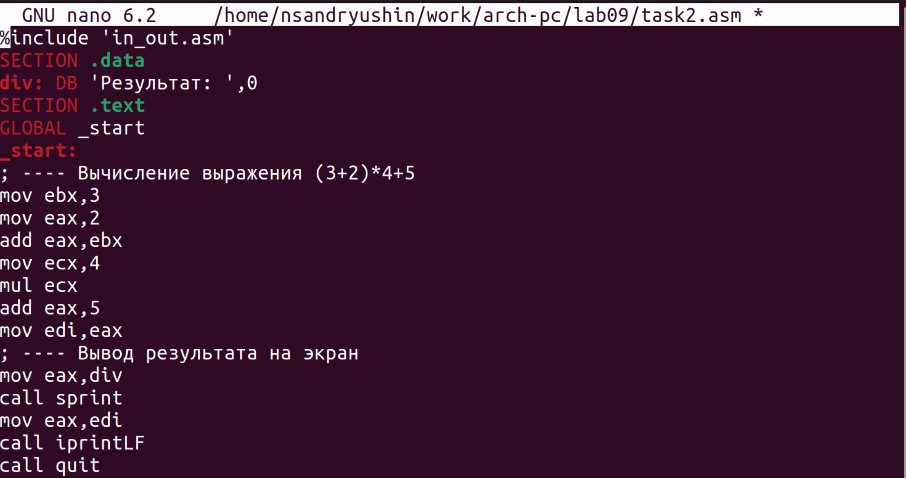 GNU nano 6.2 /home/nsandryushin/work/arch-pc/lab09/task2.asm *
%include 'in_out.asm'
SECTION .data
div: DB 'Результат: ',0
SECTION .text
GLOBAL _start
_start:
; ---- Вычисление выражения (3+2)*4+5
mov ebx,3
mov eax,2
add eax,ebx
mov ecx,4
mul ecx
add eax,5
mov edi,eax
; ---- Вывод результата на экран
mov eax,div
call sprint
mov eax,edi
call iprintLF
call quit